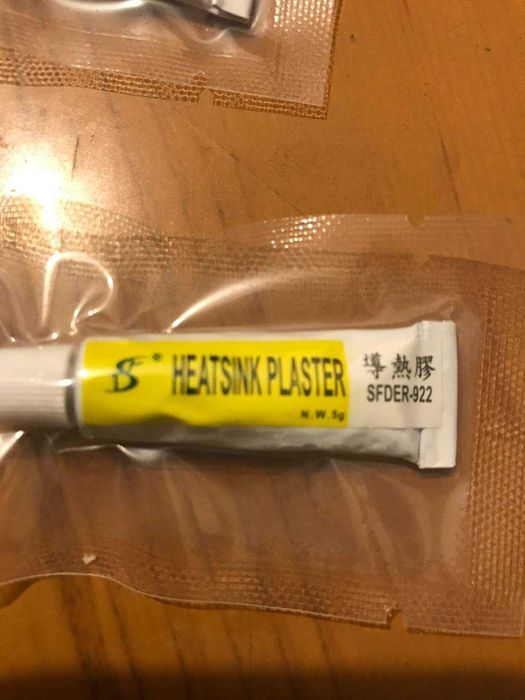 HEATSINK PLASTER
N.W.5g
導熱膠
SFDER-922